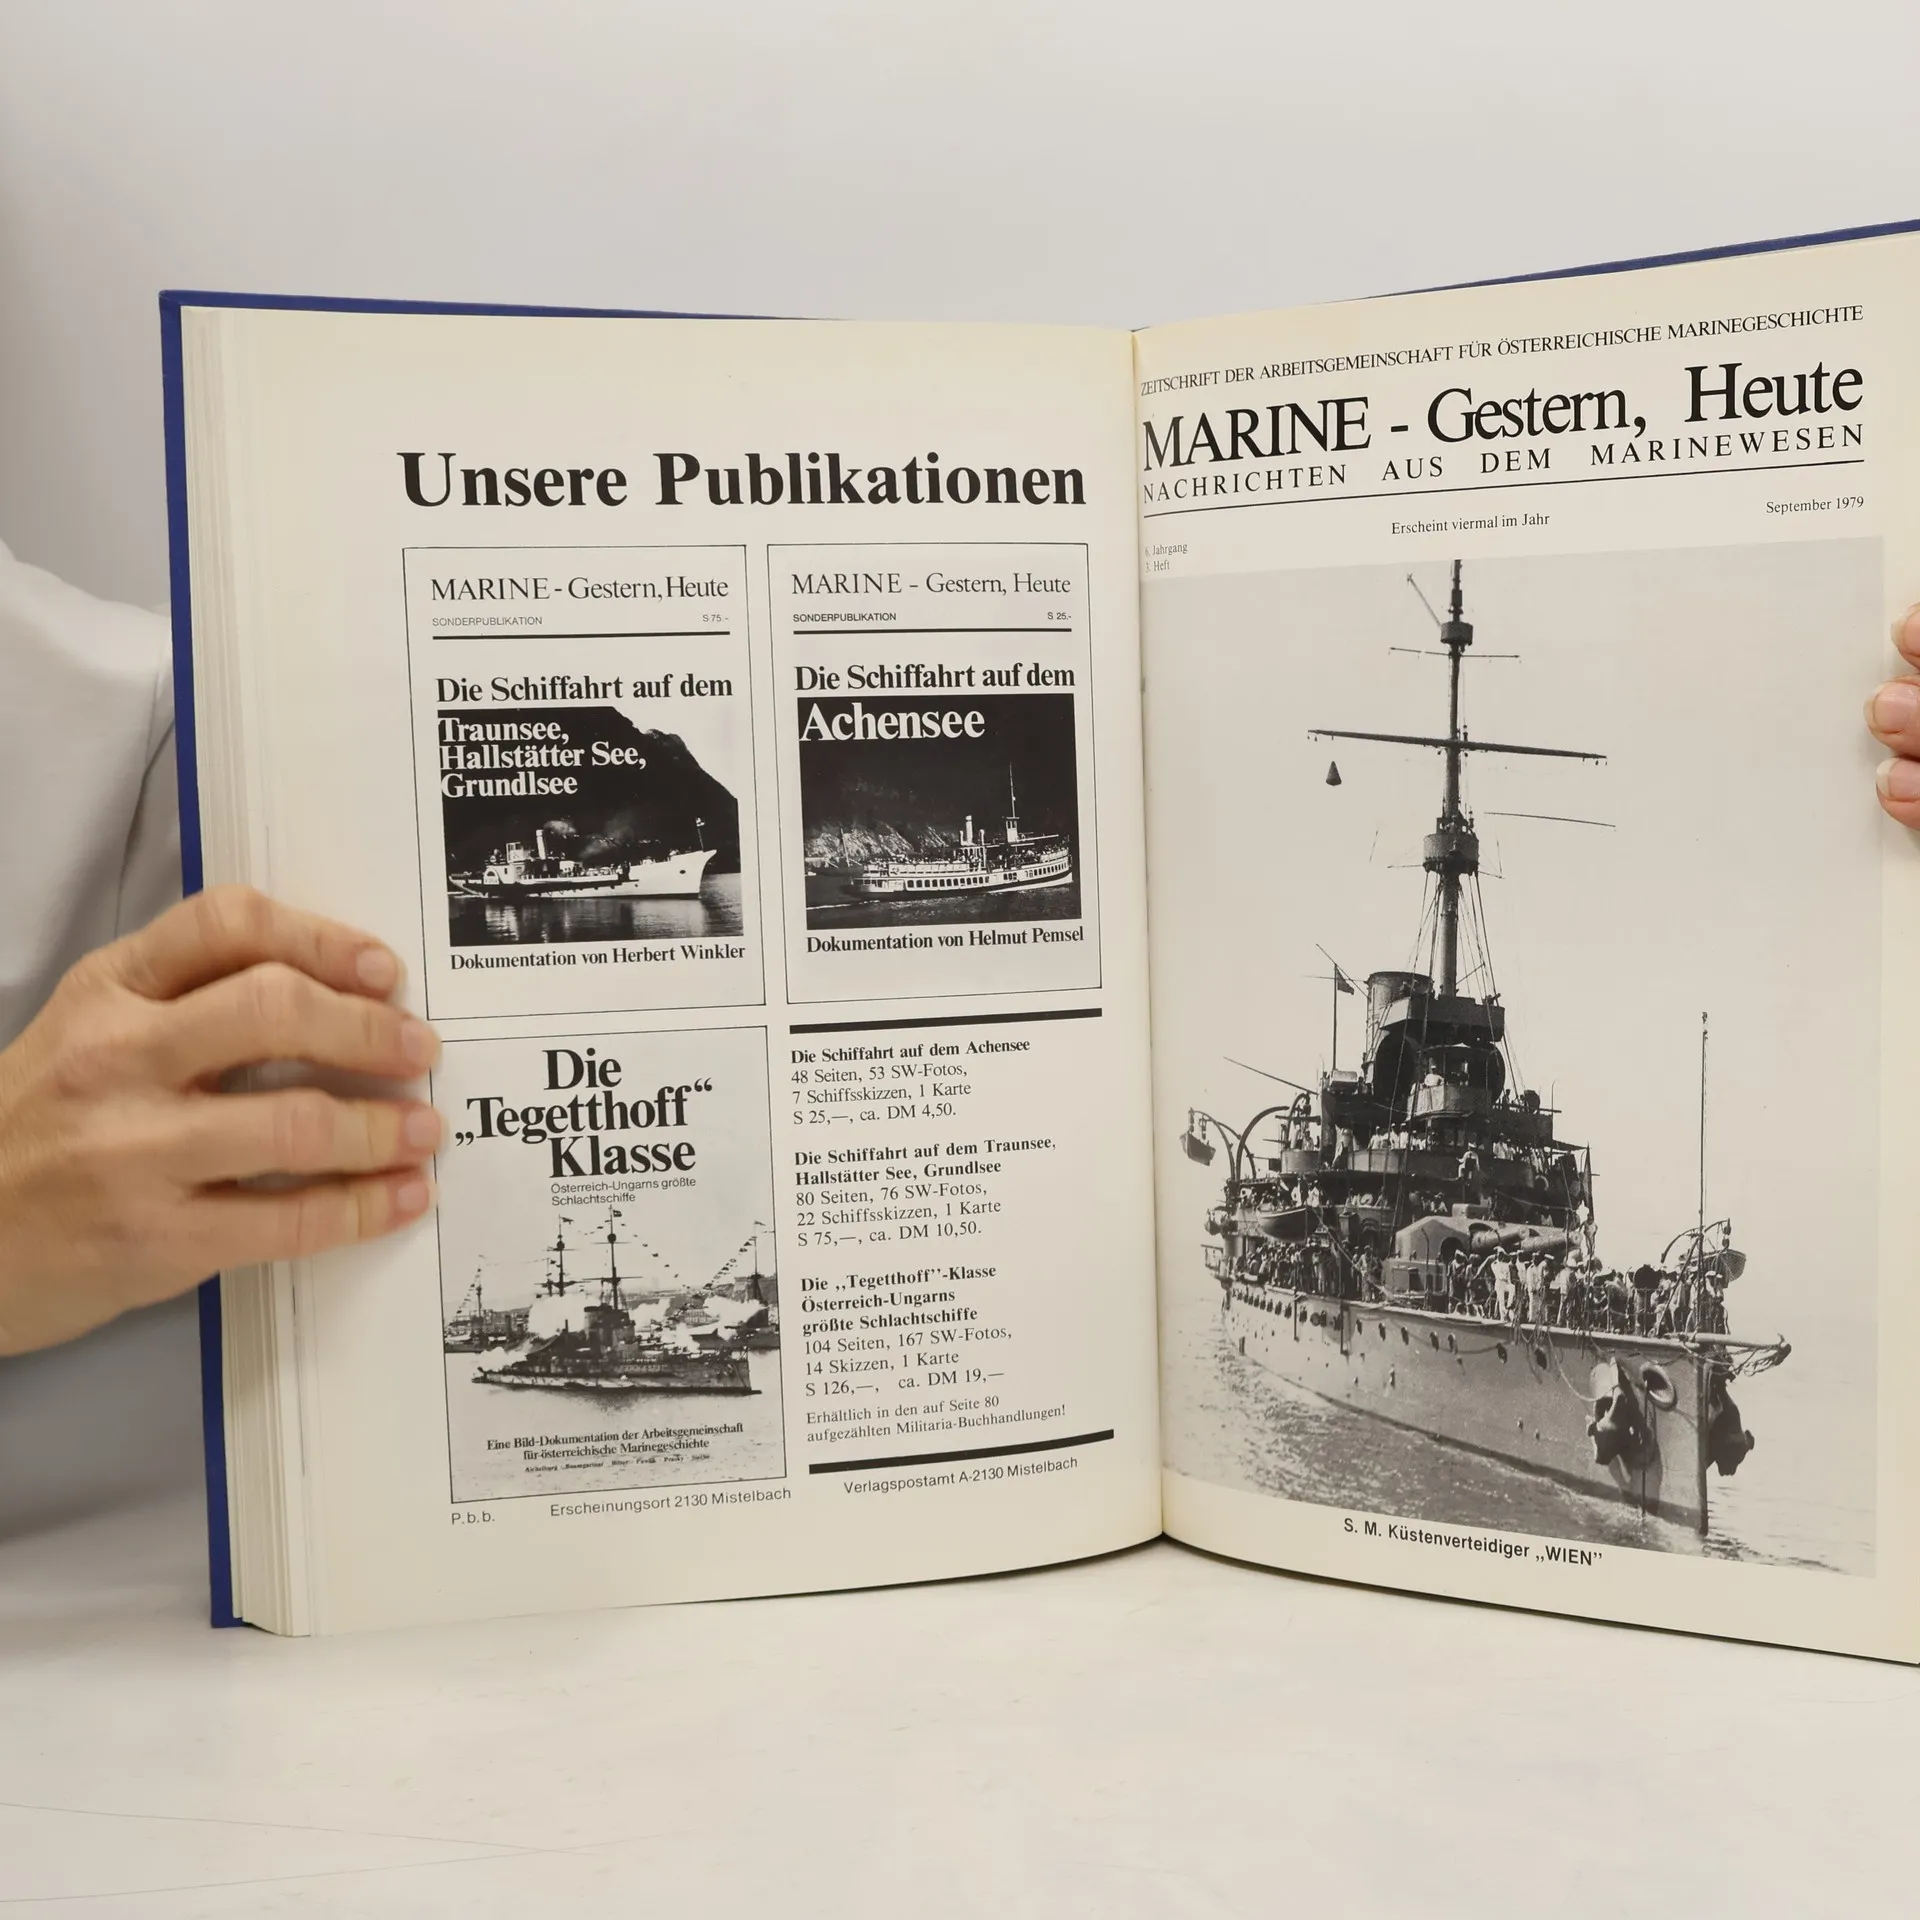 Unsere Publikationen
MARINE - Gestern, Heute
SONDERPUBLIKATION S 75.-
Die Schiffahrt auf dem
Traunsee,
Hallstätter See,
Grundlsee
Dokumentation von Herbert Winkler
MARINE - Gestern, Heute
SONDERPUBLIKATION S 25.-
Die Schiffahrt auf dem
Achensee
Dokumentation von Helmut Pemsel
Die
„Tegetthoff“
Klasse
Österreich-Ungarns größte
Schlachtschiffe
Eine Bild-Dokumentation der Arbeitsgemeinschaft
für österreichische Marinegeschichte
Die Schiffahrt auf dem Achensee
48 Seiten, 53 SW-Fotos,
7 Schiffsskizzen, 1 Karte
S 25,—, ca. DM 4,50.
Die Schiffahrt auf dem Traunsee,
Hallstätter See, Grundlsee
80 Seiten, 76 SW-Fotos,
22 Schiffsskizzen, 1 Karte
S 75,—, ca. DM 10,50.
Die ,,Tegetthoff’’-Klasse
Österreich-Ungarns
größte Schlachtschiffe
104 Seiten, 167 SW-Fotos,
14 Skizzen, 1 Karte
S 126,—, ca. DM 19,—
Erhältlich in den auf Seite 80
aufgezählten Militaria-Buchhandlungen!
P.b.b. Erscheinungsort 2130 Mistelbach Verlagspostamt A-2130 Mistelbach
ZEITSCHRIFT DER ARBEITSGEMEINSCHAFT FÜR ÖSTERREICHISCHE MARINEGESCHICHTE
MARINE - Gestern, Heute
NACHRICHTEN AUS DEM MARINEWESEN
6. Jahrgang
3. Heft
Erscheint viermal im Jahr
September 1979
S. M. Küstenverteidiger „WIEN”